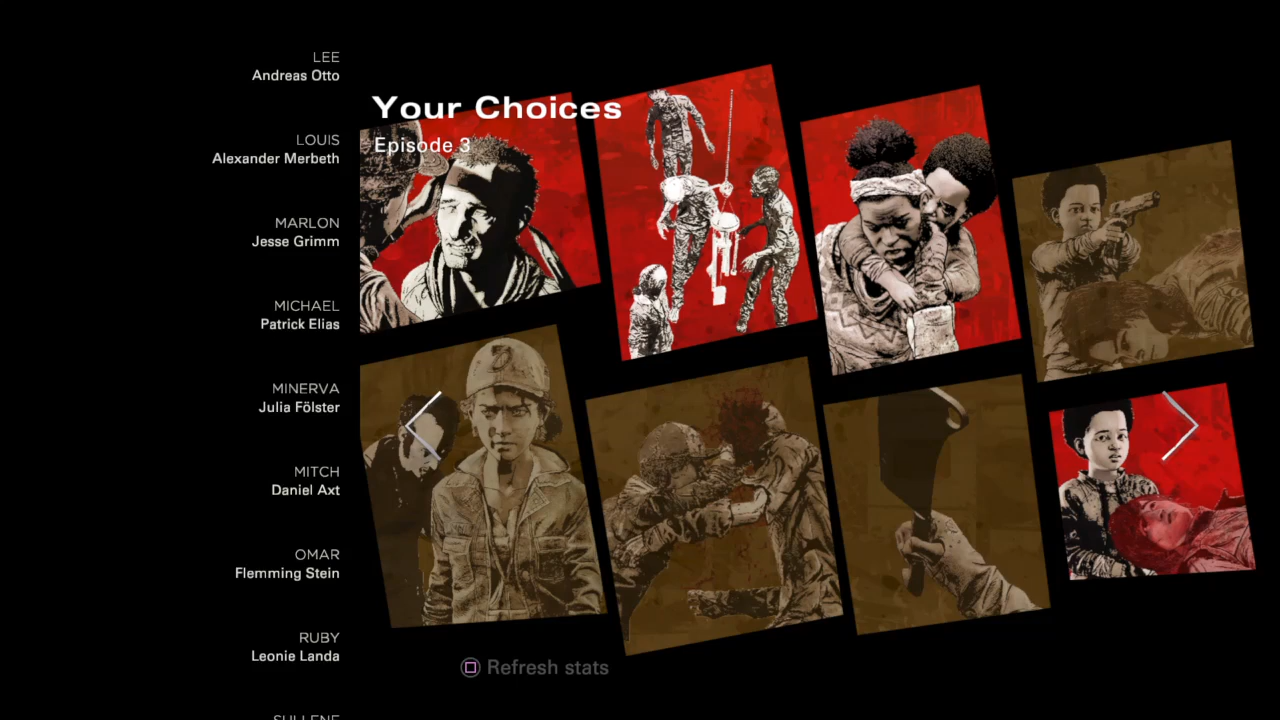 LEE
Andreas Otto
LOUIS
Alexander Merbeth
MARLON
Jesse Grimm
MICHAEL
Patrick Elias
MINERVA
Julia Fölster
MITCH
Daniel Axt
OMAR
Flemming Stein
RUBY
Leonie Landa
Your Choices
Episode 3
Refresh stats